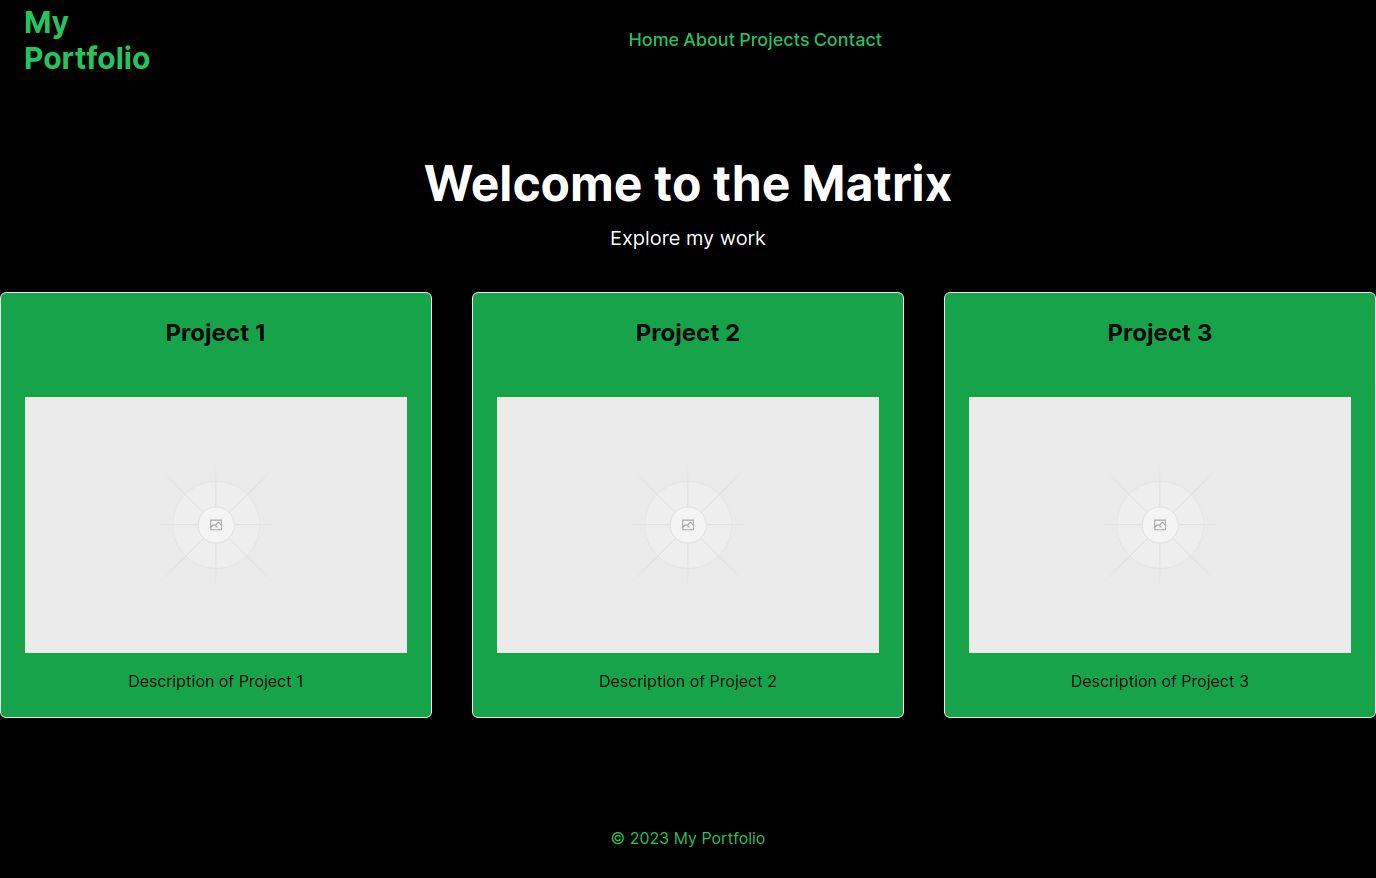 My
Portfolio
Home About Projects Contact
Welcome to the Matrix
Explore my work
Project 1
Project 2
Project 3
Description of Project 1
Description of Project 2
Description of Project 3
© 2023 My Portfolio